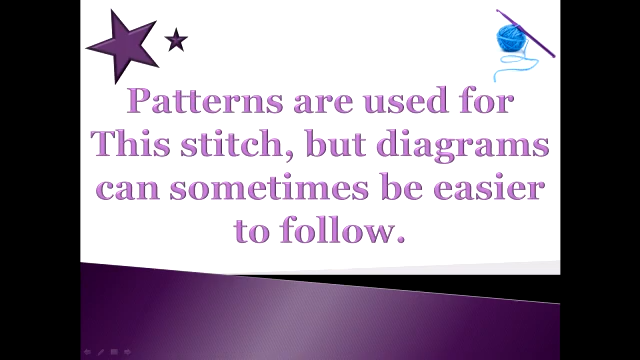 Patterns are used for
This stitch, but diagrams
can sometimes be easier
to follow.